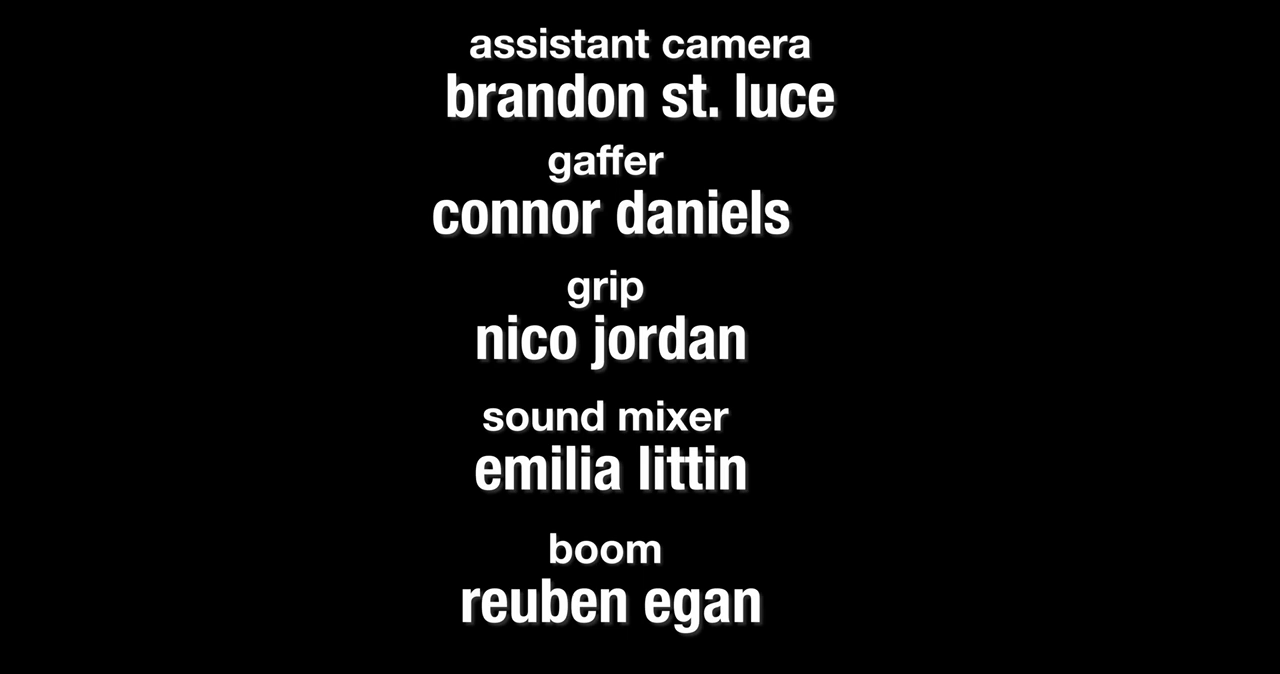 assistant camera
brandon st. luce
gaffer
connor daniels
grip
nico jordan
sound mixer
emilia littin
boom
reuben egan